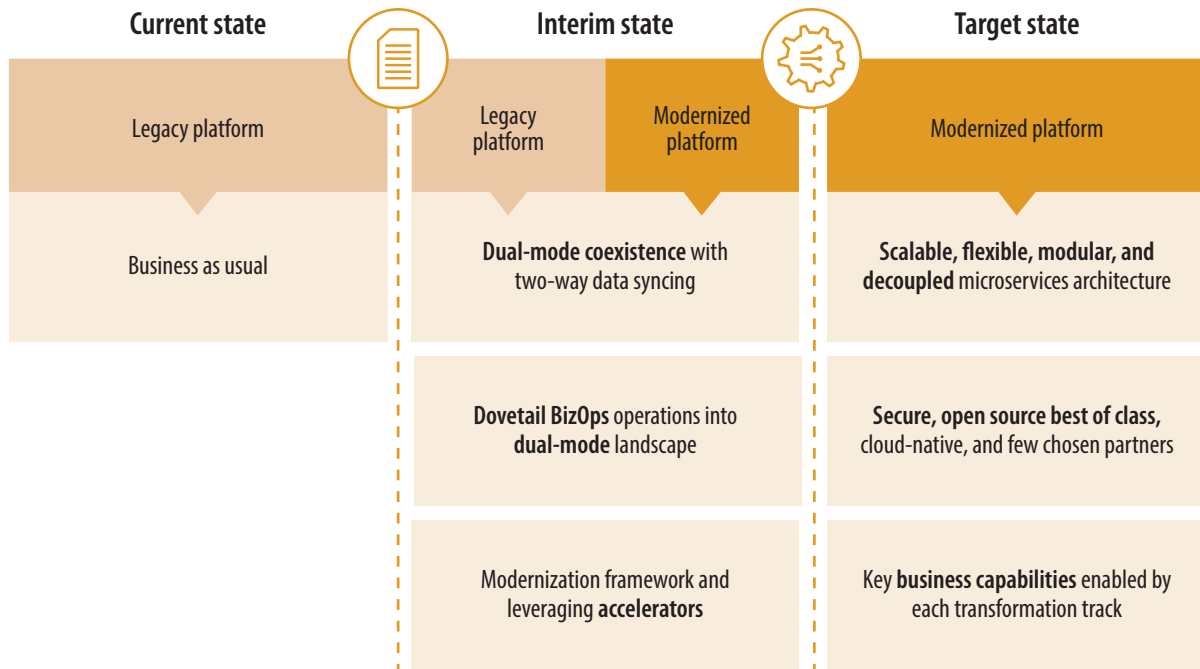 Current state
Interim state
Target state
Legacy platform
Legacy
platform
Modernized
platform
Modernized platform
Business as usual
Dual-mode coexistence with
two-way data syncing
Scalable, flexible, modular, and
decoupled microservices architecture
Dovetail BizOps operations into
dual-mode landscape
Secure, open source best of class,
cloud-native, and few chosen partners
Modernization framework and
leveraging accelerators
Key business capabilities enabled by
each transformation track